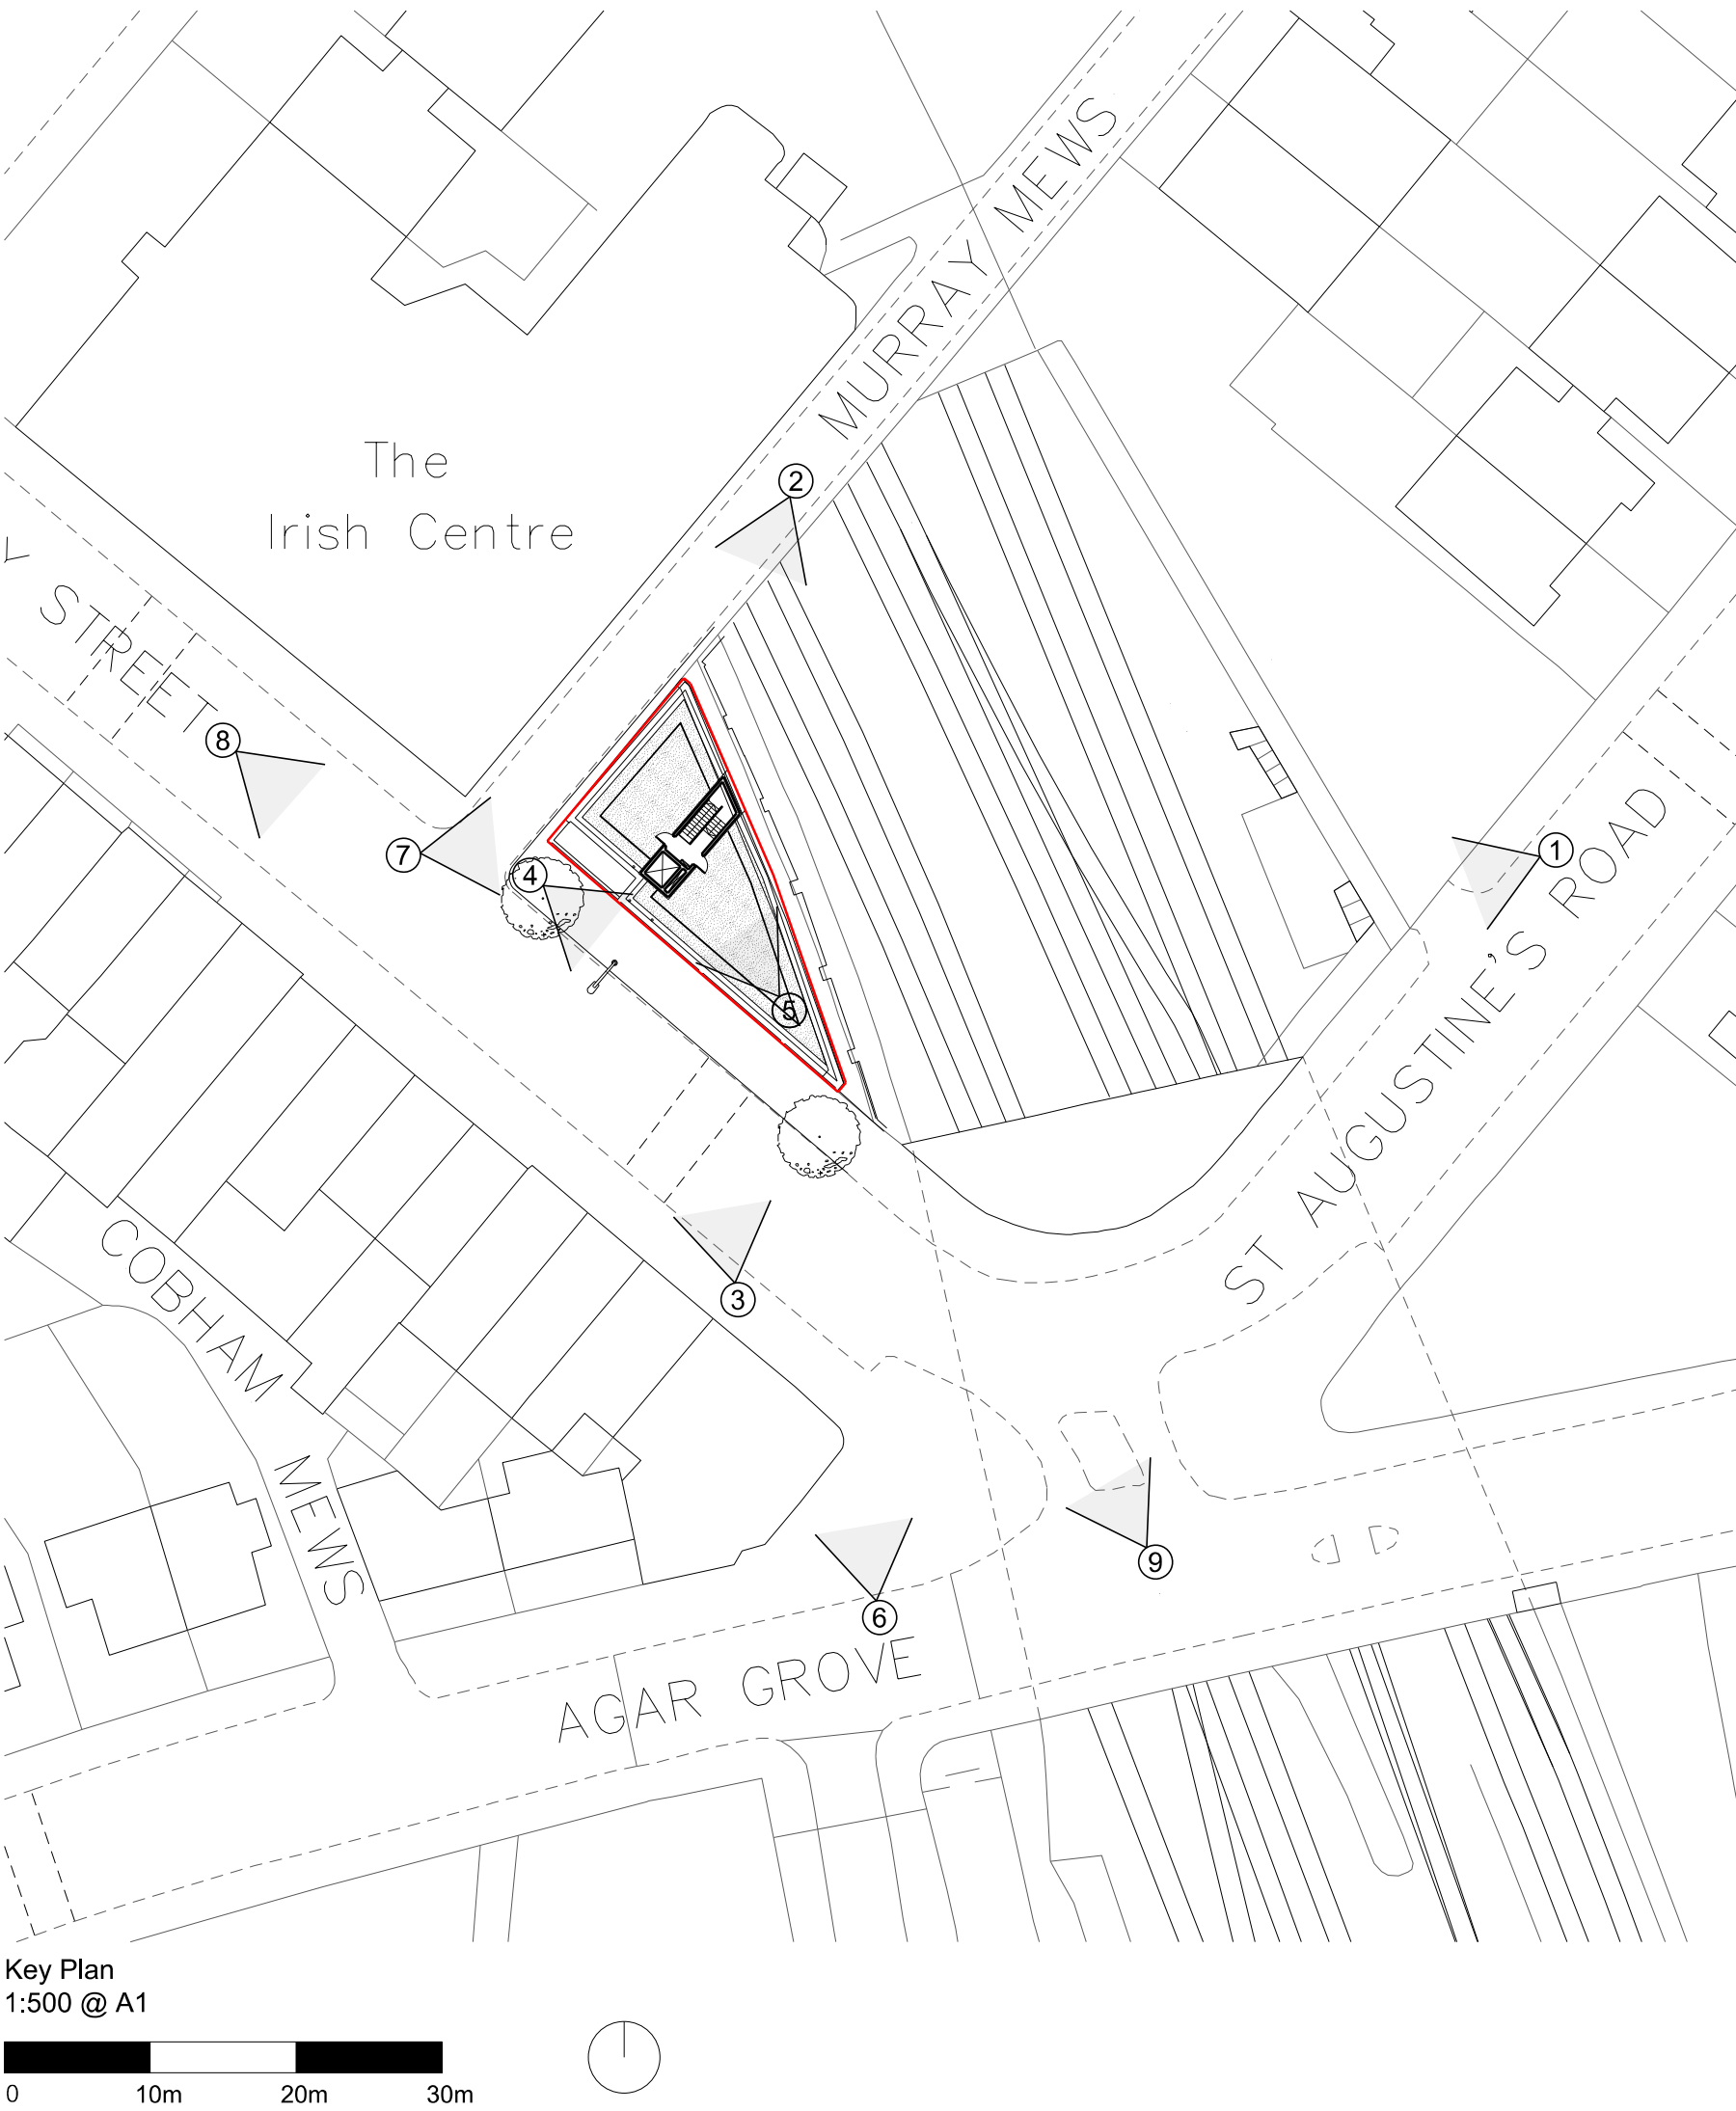 MURRAY MEWS
The
Irish Centre
2
Y STREET
8
7
4
1
5
ST AUGUSTINE'S ROAD
3
COBHAM
MEWS
9
6
AGAR GROVE
Key Plan
1:500 @ A1
0 10m 20m 30m